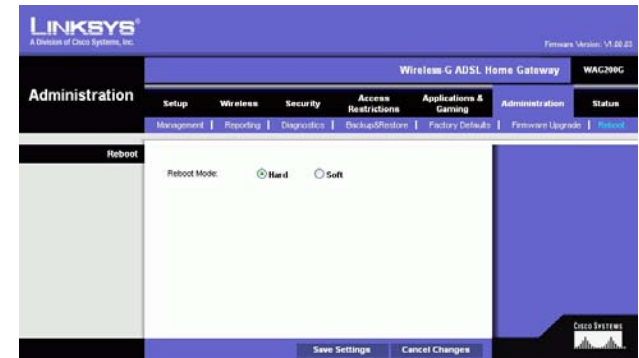 LINKSYS®
A Division of Cisco Systems, Inc.
Firmware Version: V1.00.03
Wireless-G ADSL Home Gateway WAG200G
Administration
Setup Wireless Security Access Restrictions Applications & Gaming Administration Status
Management | Reporting | Diagnostics | Backup&Restore | Factory Defaults | Firmware Upgrade | Reboot
Reboot
Reboot Mode: Hard Soft
CISCO SYSTEMS
Save Settings Cancel Changes